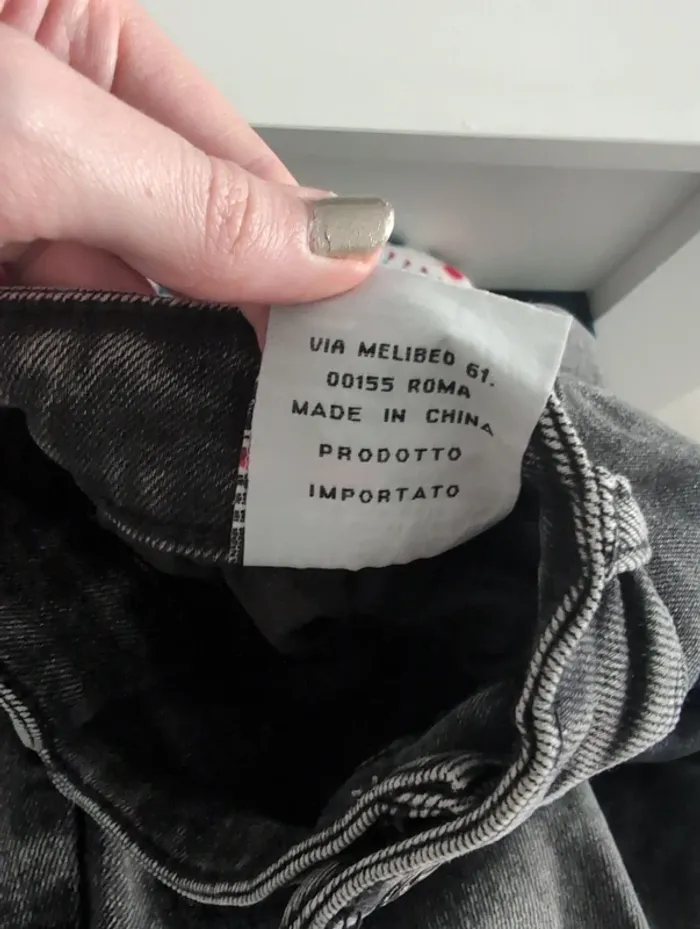 VIA MELIBEO 61.
00155 ROMA
MADE IN CHINA
PRODOTTO
IMPORTATO